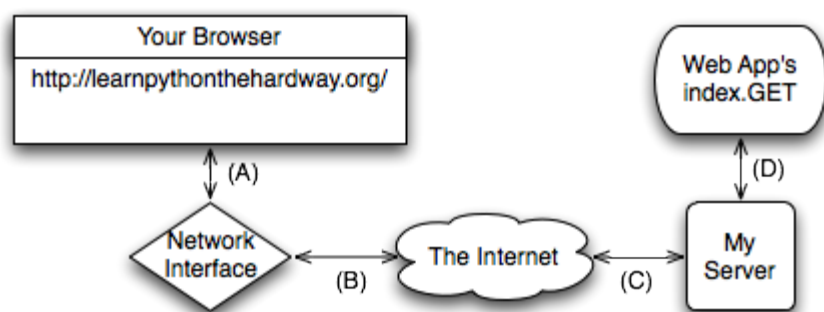 Your Browser
http://learnpythonthehardway.org/
Web App's
index.GET
(A)
(D)
Network
Interface
(B)
The Internet
(C)
My
Server